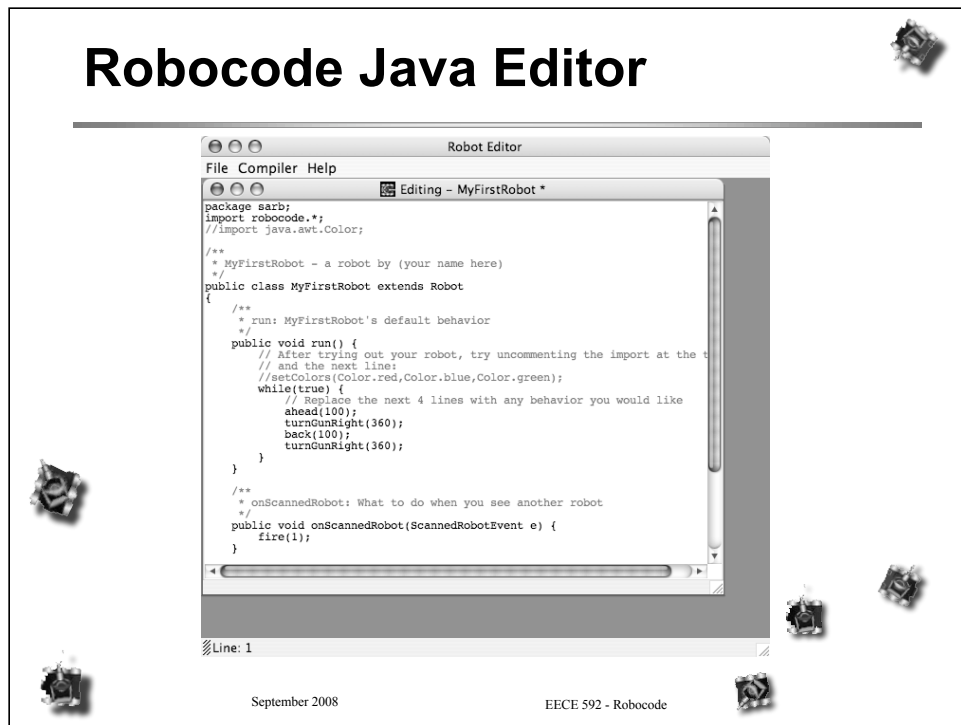 Robocode Java Editor
Robot Editor
File Compiler Help
Editing – MyFirstRobot *
package sarb;
import robocode.*;
//import java.awt.Color;
/**
 * MyFirstRobot - a robot by (your name here)
 */
public class MyFirstRobot extends Robot
{
    /**
     * run: MyFirstRobot's default behavior
     */
    public void run() {
        // After trying out your robot, try uncommenting the import at the t
        // and the next line:
        //setColors(Color.red,Color.blue,Color.green);
        while(true) {
            // Replace the next 4 lines with any behavior you would like
            ahead(100);
            turnGunRight(360);
            back(100);
            turnGunRight(360);
        }
    }
    /**
     * onScannedRobot: What to do when you see another robot
     */
    public void onScannedRobot(ScannedRobotEvent e) {
        fire(1);
    }
Line: 1
September 2008
EECE 592 - Robocode